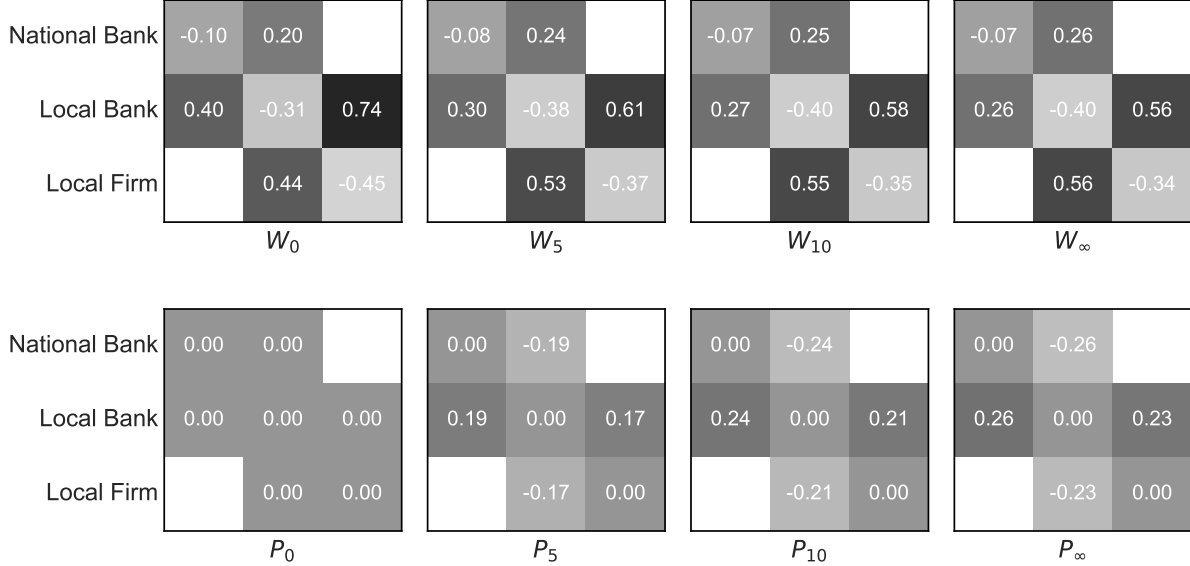 National Bank -0.10 0.20 -0.08 0.24 -0.07 0.25 -0.07 0.26
Local Bank 0.40 -0.31 0.74 0.30 -0.38 0.61 0.27 -0.40 0.58 0.26 -0.40 0.56
Local Firm 0.44 -0.45 0.53 -0.37 0.55 -0.35 0.56 -0.34
W₀ W₅ W₁₀ W∞
National Bank 0.00 0.00 0.00 -0.19 0.00 -0.24 0.00 -0.26
Local Bank 0.00 0.00 0.00 0.19 0.00 0.17 0.24 0.00 0.21 0.26 0.00 0.23
Local Firm 0.00 0.00 -0.17 0.00 -0.21 0.00 -0.23 0.00
P₀ P₅ P₁₀ P∞